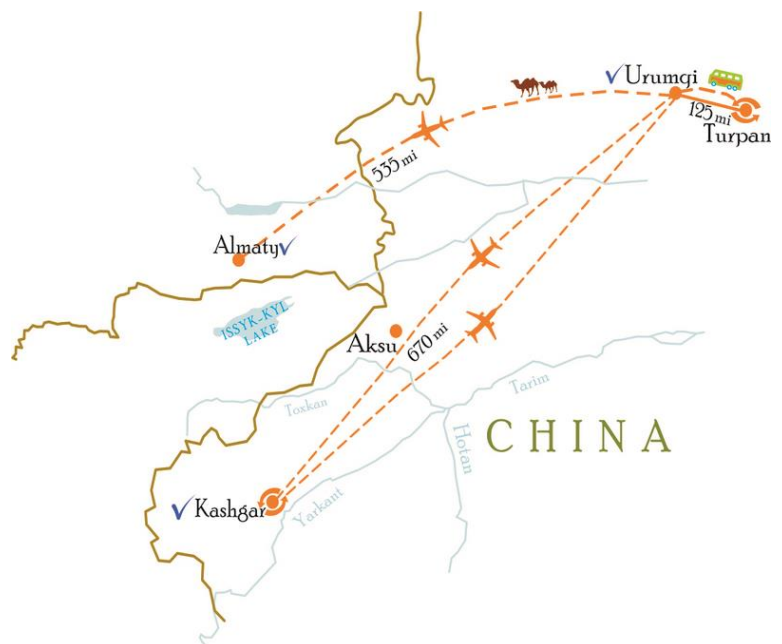 Urumqi
125 mi
Turpan
535 mi
Almaty
ISSYK-KYL
LAKE
Aksu
670 mi
Toxkan
Tarim
CHINA
Hotan
Kashgar
Yarkant